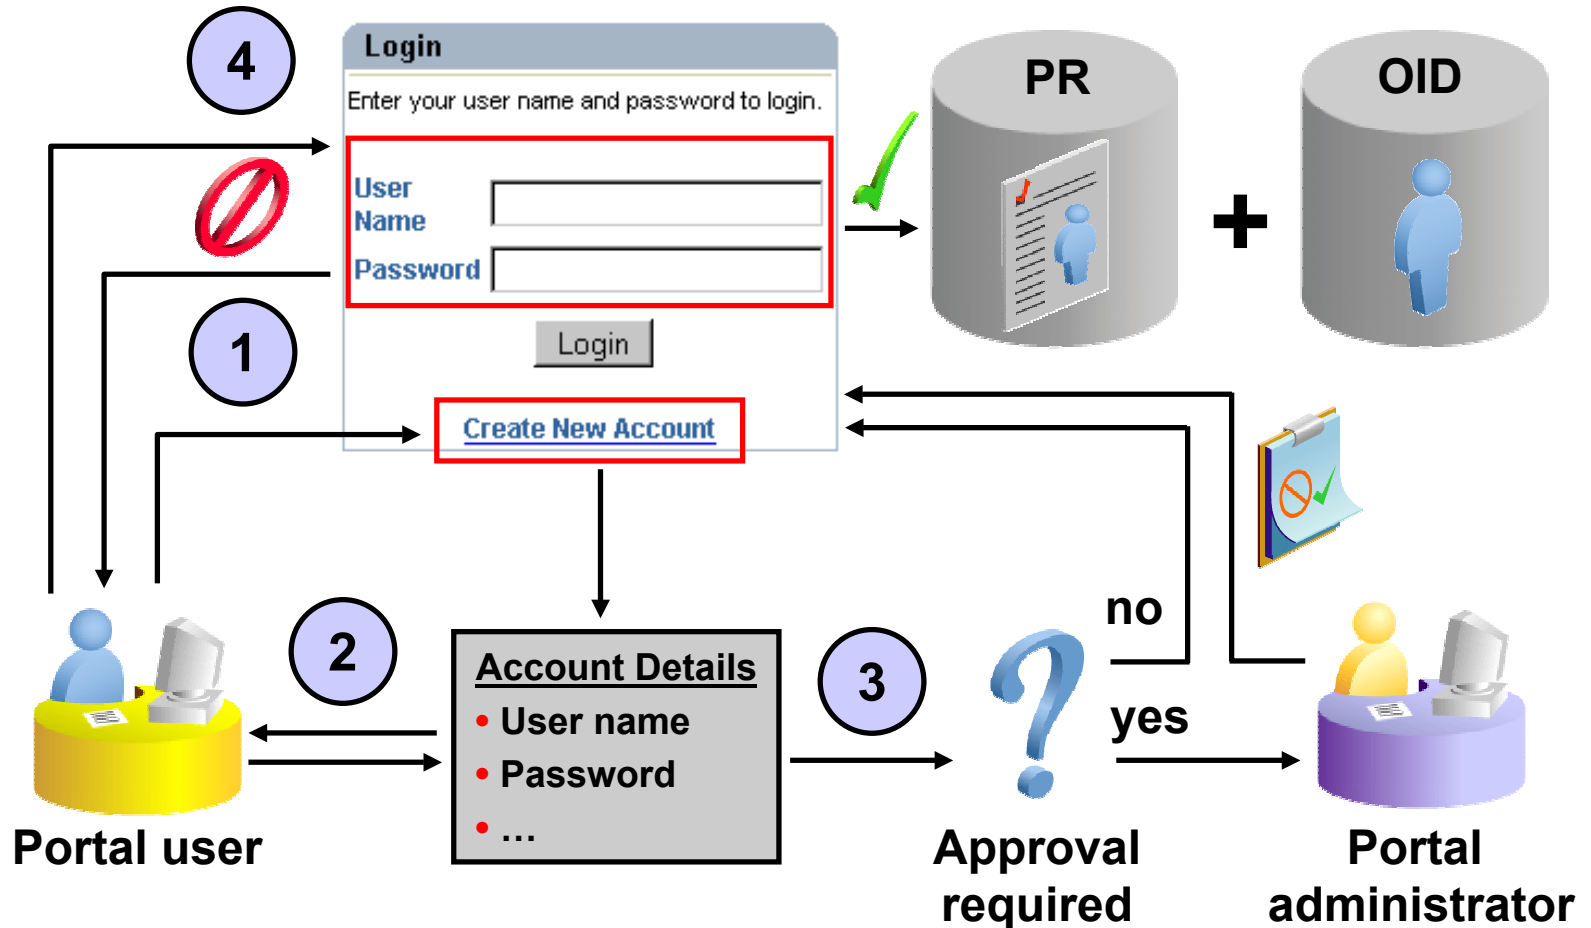 4
Login
Enter your user name and password to login.
User
Name
Password
Login
Create New Account
PR
+
OID
1
2
Account Details
• User name
• Password
• …
3
no
yes
Portal user
Approval
required
Portal
administrator